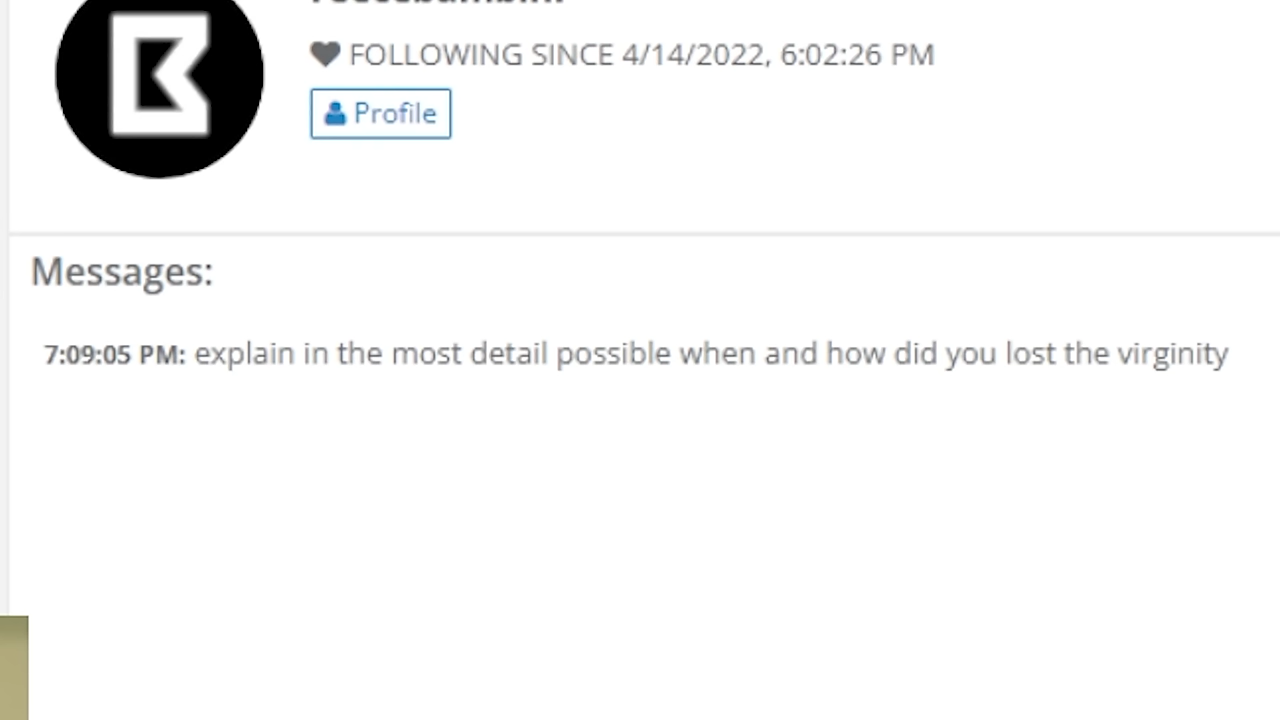 FOLLOWING SINCE 4/14/2022, 6:02:26 PM
Profile
Messages:
7:09:05 PM: explain in the most detail possible when and how did you lost the virginity